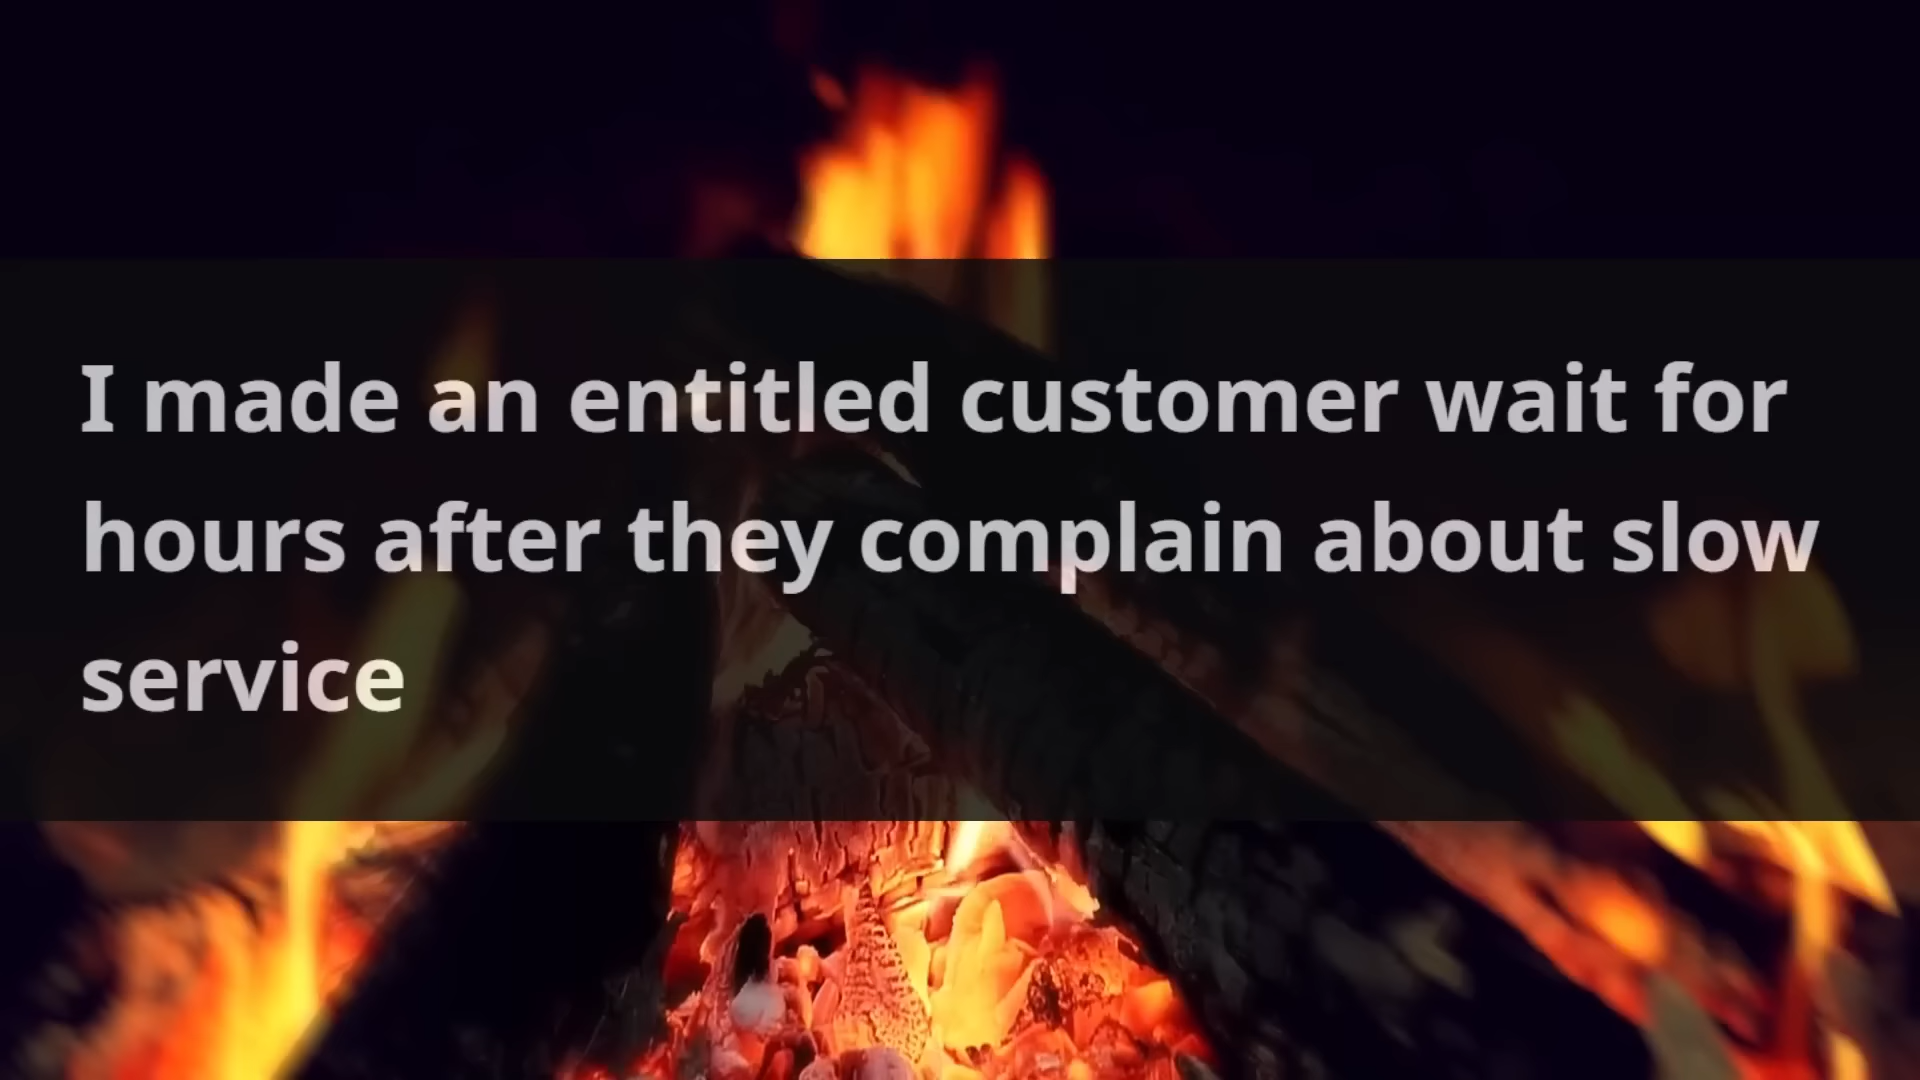 I made an entitled customer wait for
hours after they complain about slow
service